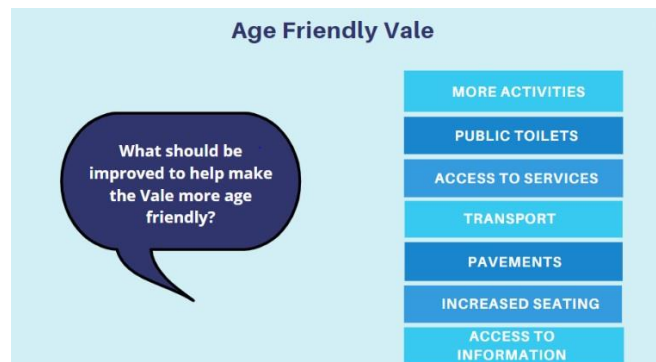 Age Friendly Vale
What should be
improved to help make
the Vale more age
friendly?
MORE ACTIVITIES
PUBLIC TOILETS
ACCESS TO SERVICES
TRANSPORT
PAVEMENTS
INCREASED SEATING
ACCESS TO
INFORMATION